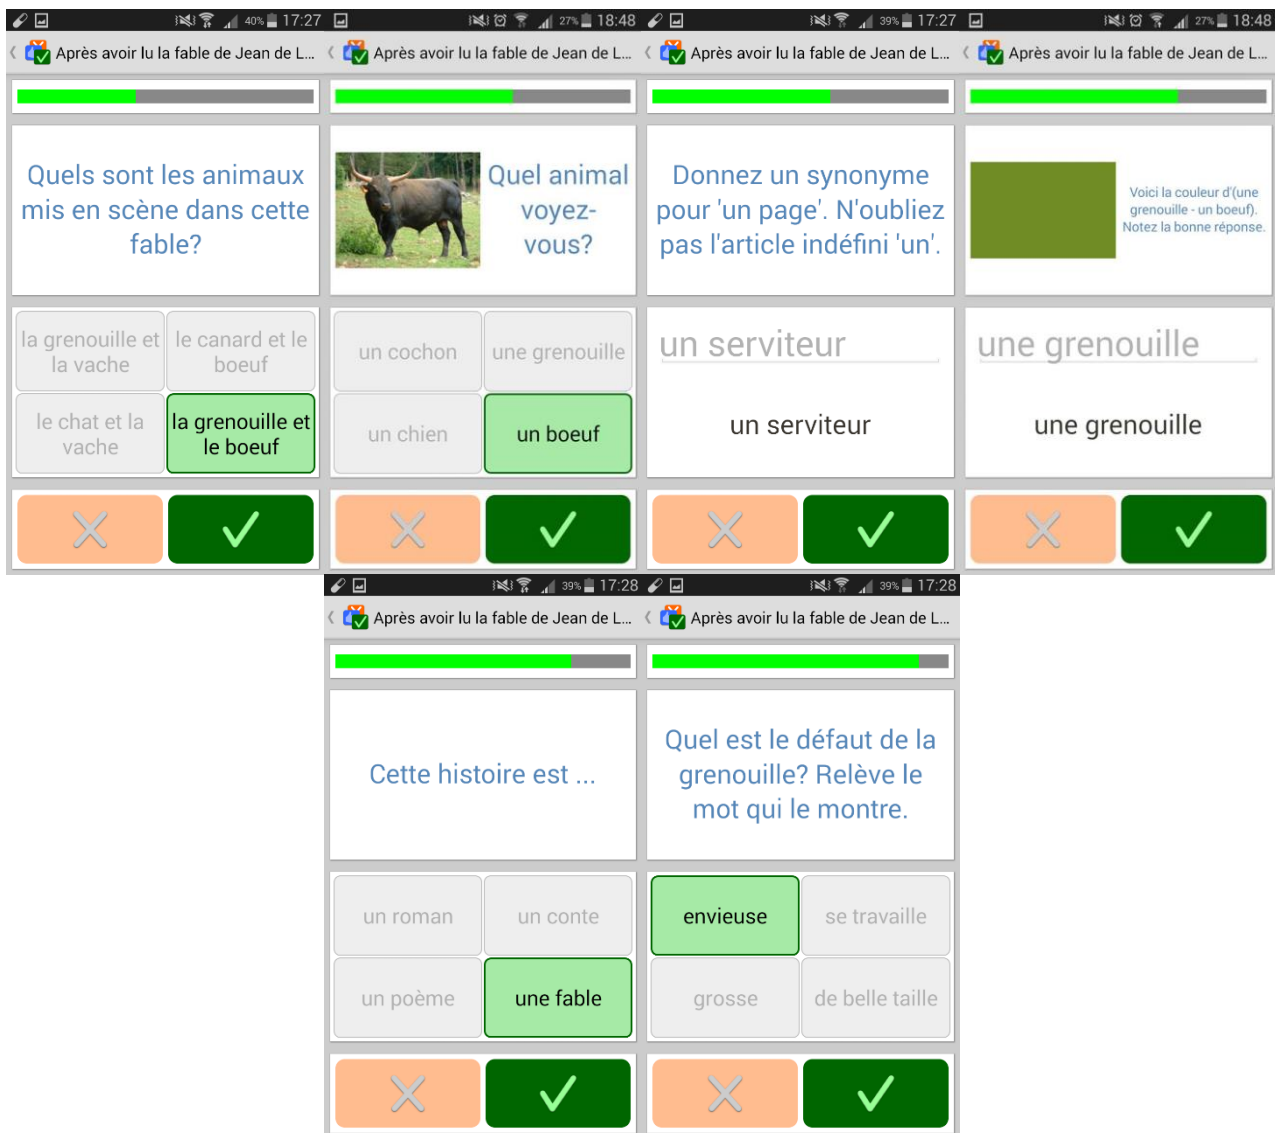 40% 17:27
Après avoir lu la fable de Jean de L...
Quels sont les animaux
mis en scène dans cette
fable?
la grenouille et
la vache
le canard et le
boeuf
le chat et la
vache
la grenouille et
le boeuf
27% 18:48
Après avoir lu la fable de Jean de L...
Quel animal
voyez-
vous?
un cochon
une grenouille
un chien
un boeuf
39% 17:27
Après avoir lu la fable de Jean de L...
Donnez un synonyme
pour 'un page'. N'oubliez
pas l'article indéfini 'un'.
un serviteur
un serviteur
27% 18:48
Après avoir lu la fable de Jean de L...
Voici la couleur d'(une
grenouille - un boeuf).
Notez la bonne réponse.
une grenouille
une grenouille
39% 17:28
Après avoir lu la fable de Jean de L...
Cette histoire est ...
un roman
un conte
un poème
une fable
39% 17:28
Après avoir lu la fable de Jean de L...
Quel est le défaut de la
grenouille? Relève le
mot qui le montre.
envieuse
se travaille
grosse
de belle taille